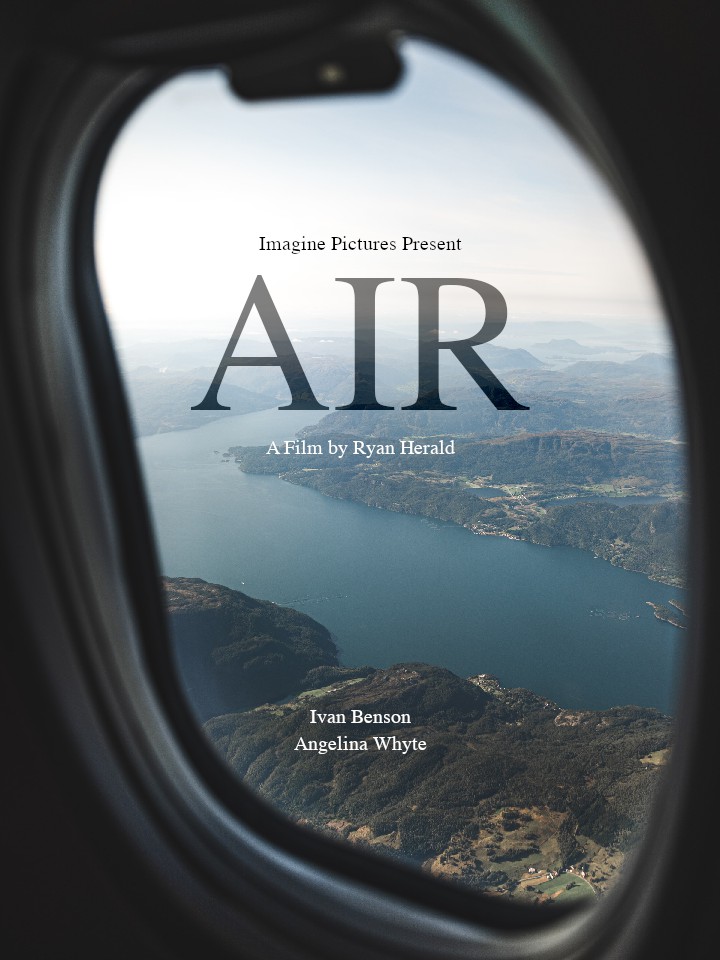 Imagine Pictures Present
AIR
A Film by Ryan Herald
Ivan Benson
Angelina Whyte